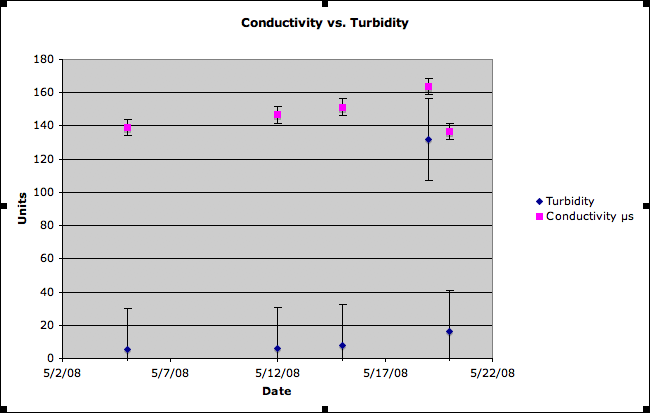 Conductivity vs. Turbidity
180
160
140
120
100
80
60
40
20
0
Units
5/2/08 5/7/08 5/12/08 5/17/08 5/22/08
Date
Turbidity
Conductivity µs